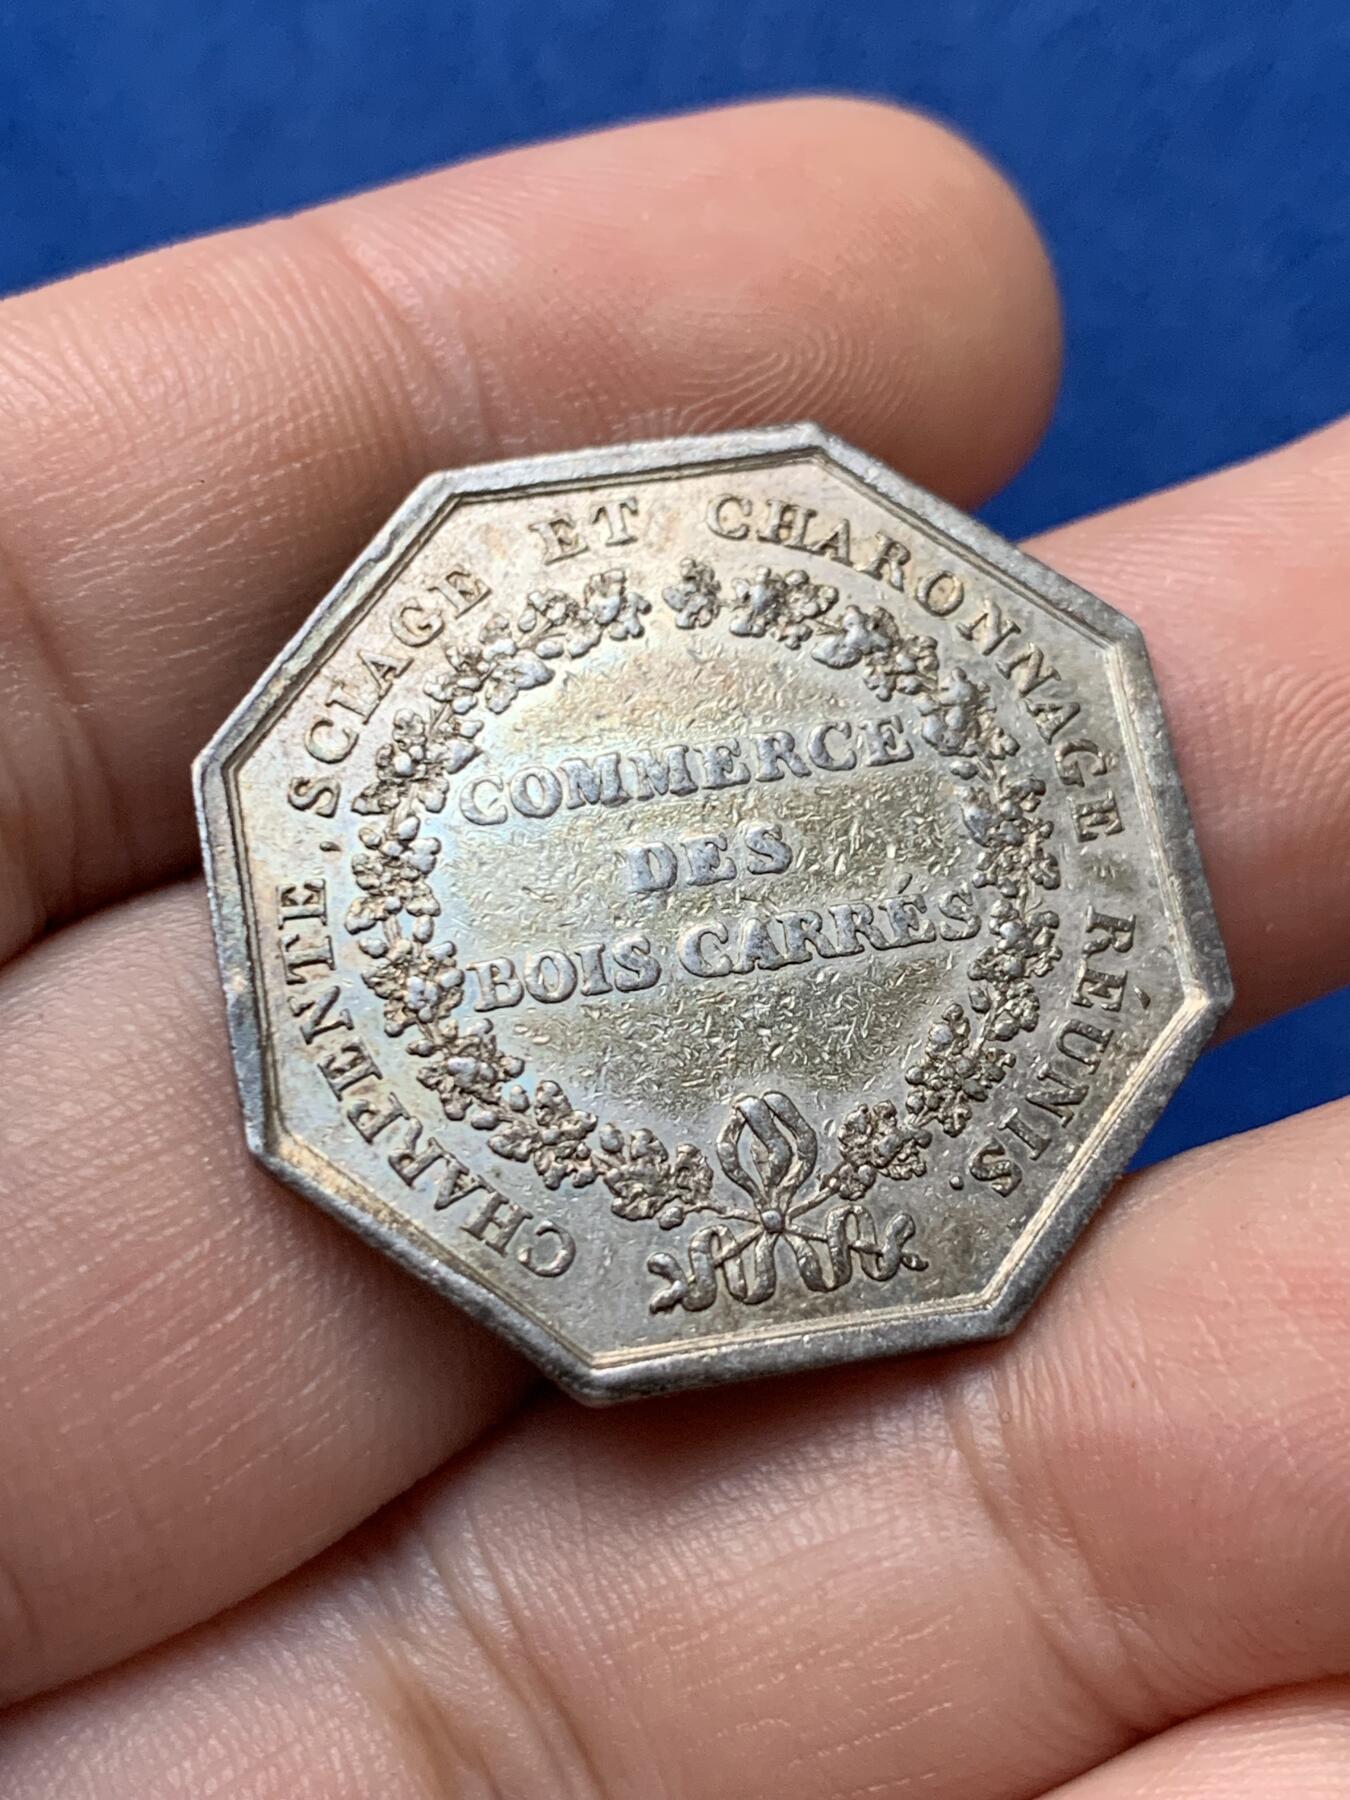 CHARPENTE, SCIAGE ET CHARONNAGE RÉUNIS.
COMMERCE
DES
BOIS CARRÉS